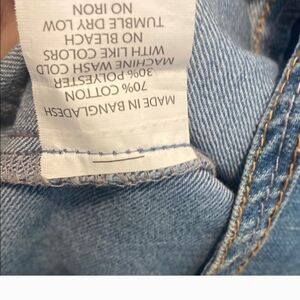 MADE IN BANGLADESH
70% COTTON
30% POLYESTER
MACHINE WASH COLD
WITH LIKE COLORS
NO BLEACH
TUMBLE DRY LOW
NO IRON